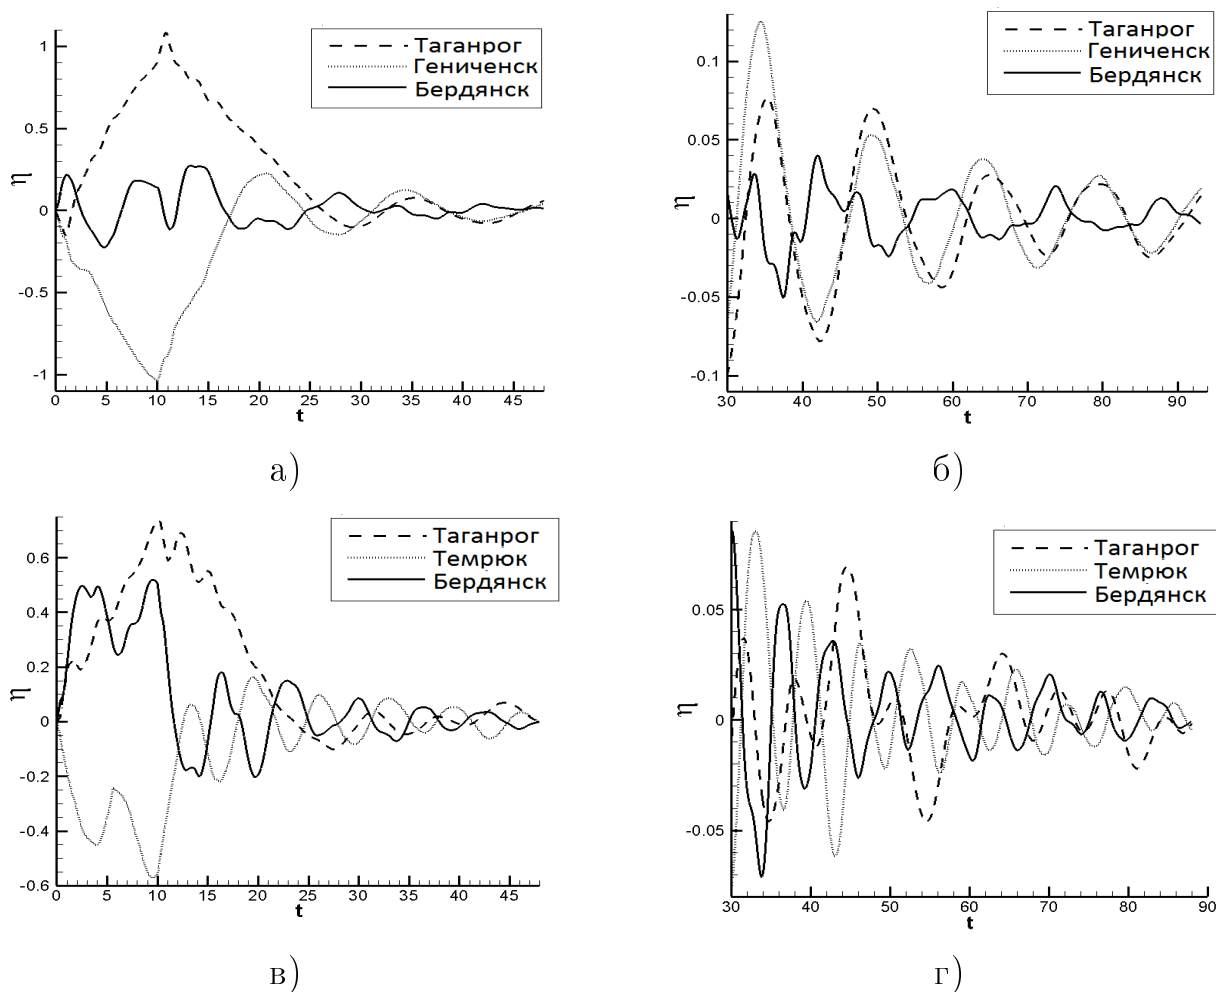 Таганрог
Гениченск
Бердянск
1
0.5
0
-0.5
-1
η
0 5 10 15 20 25 30 35 40 45
t
а)
Таганрог
Гениченск
Бердянск
0.1
0.05
0
-0.05
-0.1
η
30 40 50 60 70 80 90
t
б)
Таганрог
Темрюк
Бердянск
0.6
0.4
0.2
0
-0.2
-0.4
-0.6
η
0 5 10 15 20 25 30 35 40 45
t
в)
Таганрог
Темрюк
Бердянск
0.05
0
-0.05
η
30 40 50 60 70 80 90
t
г)